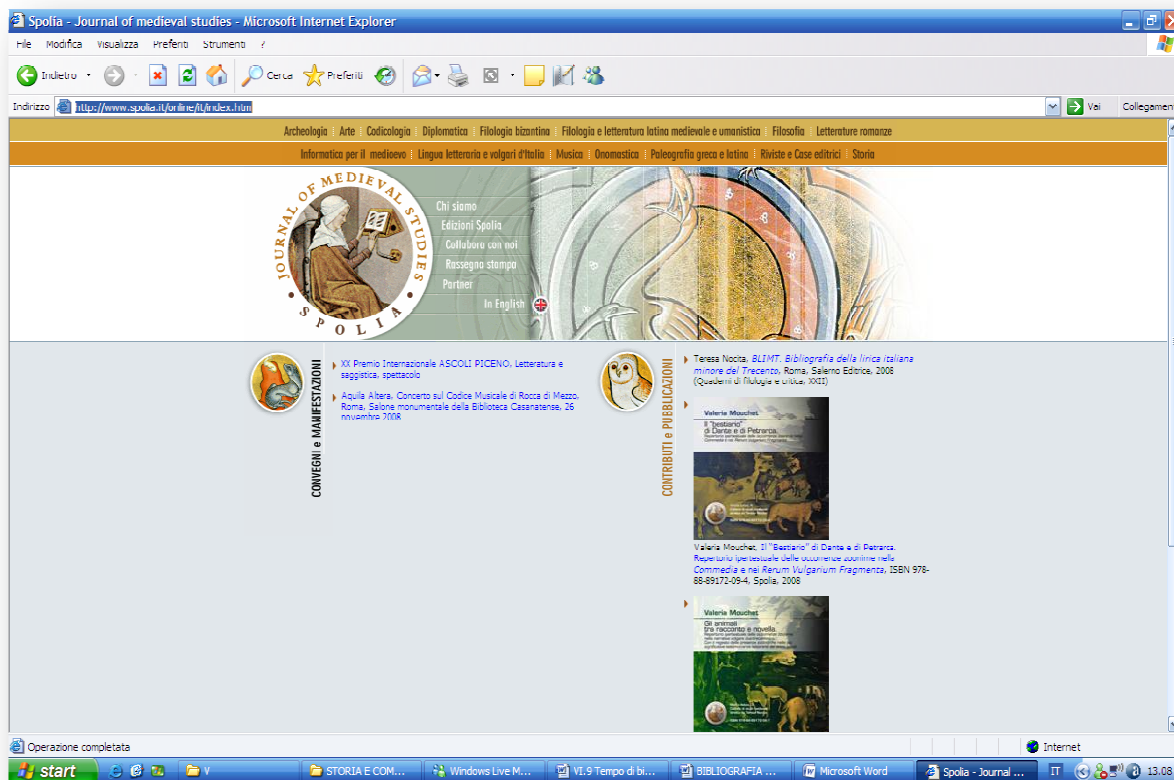 Spolia - Journal of medieval studies - Microsoft Internet Explorer
File Modifica Visualizza Preferiti Strumenti ?
Indietro Cerca Preferiti
Indirizzo http://www.spolia.it/online/it/index.htm Vai Collegamen
Archeologia Arte Codicologia Diplomatica Filologia bizantina Filologia e letteratura latina medievale e umanistica Filosofia Letterature romanze
Informatica per il medioevo Lingua letteraria e volgari d'Italia Musica Onomastica Paleografia greca e latina Riviste e Case editrici Storia
JOURNAL OF MEDIEVAL STUDIES
SPOLIA
Chi siamo
Edizioni Spolia
Collabora con noi
Rassegna stampa
Partner
In English
CONVEGNI e MANIFESTAZIONI
XX Premio Internazionale ASCOLI PICENO, Letteratura e
saggistica, spettacolo
Aquila Altera, Concerto sul Codice Musicale di Rocca di Mezzo,
Roma, Salone monumentale della Biblioteca Casanatense, 26
novembre 2008
CONTRIBUTI e PUBBLICAZIONI
Teresa Nocita, BLIMT. Bibliografia della lirica italiana
minore del Trecento, Roma, Salerno Editrice, 2008
(Quaderni di filologia e critica, XXII)
Valeria Mouchet
Il "bestiario"
di Dante e di Petrarca.
Valeria Mouchet, Il "Bestiario" di Dante e di Petrarca.
Repertorio ipertestuale delle occorrenze zoonime nella
Commedia e nei Rerum Vulgarium Fragmenta, ISBN 978-
88-89172-09-4, Spolia, 2008
Valeria Mouchet
Gli animali
tra racconto e novella.
Operazione completata Internet
start V STORIA E COM... Windows Live M... VI.9 Tempo di bi... BIBLIOGRAFIA ... Microsoft Word Spolia - Journal ... IT 13.08